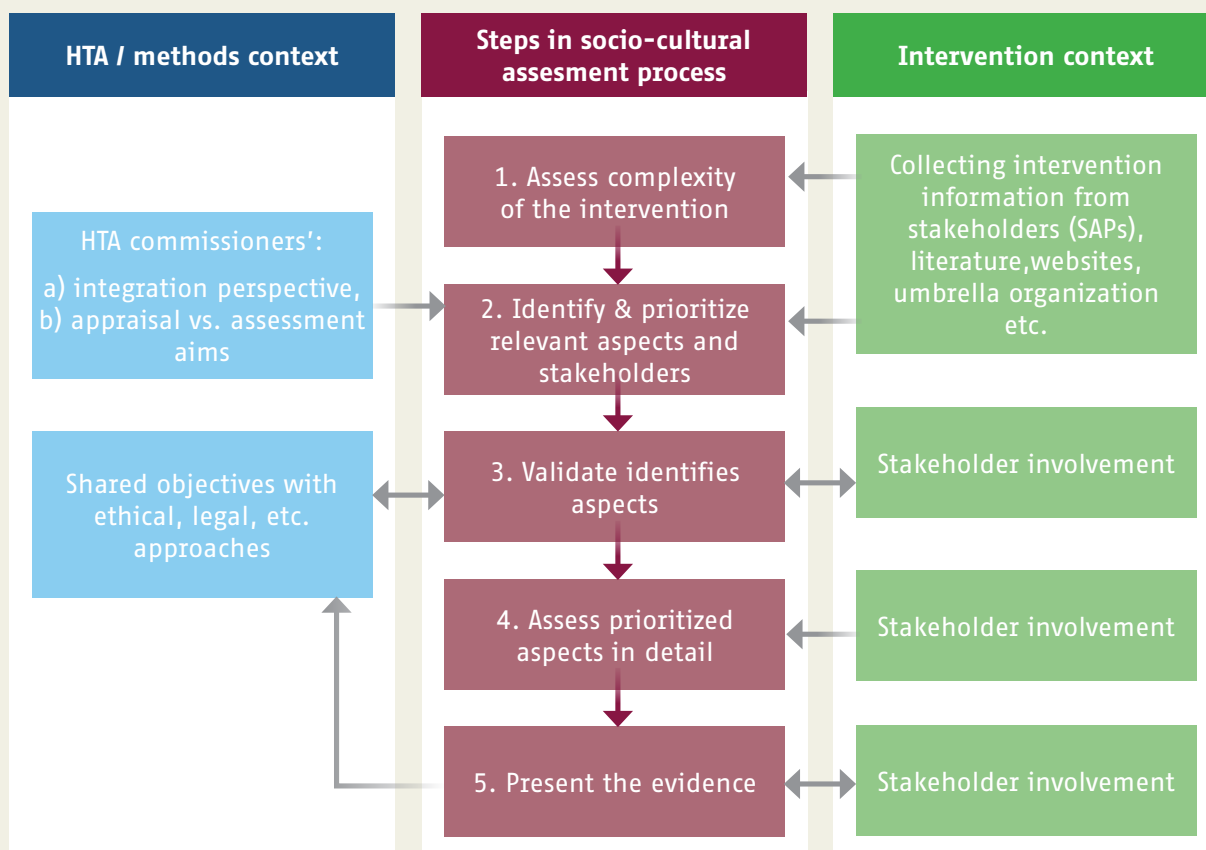 HTA / methods context
Steps in socio-cultural
assesment process
Intervention context
1. Assess complexity
of the intervention
Collecting intervention
information from
stakeholders (SAPs),
literature,websites,
umbrella organization
etc.
HTA commissioners’:
a) integration perspective,
b) appraisal vs. assessment
aims
2. Identify & prioritize
relevant aspects and
stakeholders
Shared objectives with
ethical, legal, etc.
approaches
3. Validate identifies
aspects
Stakeholder involvement
4. Assess prioritized
aspects in detail
Stakeholder involvement
5. Present the evidence
Stakeholder involvement